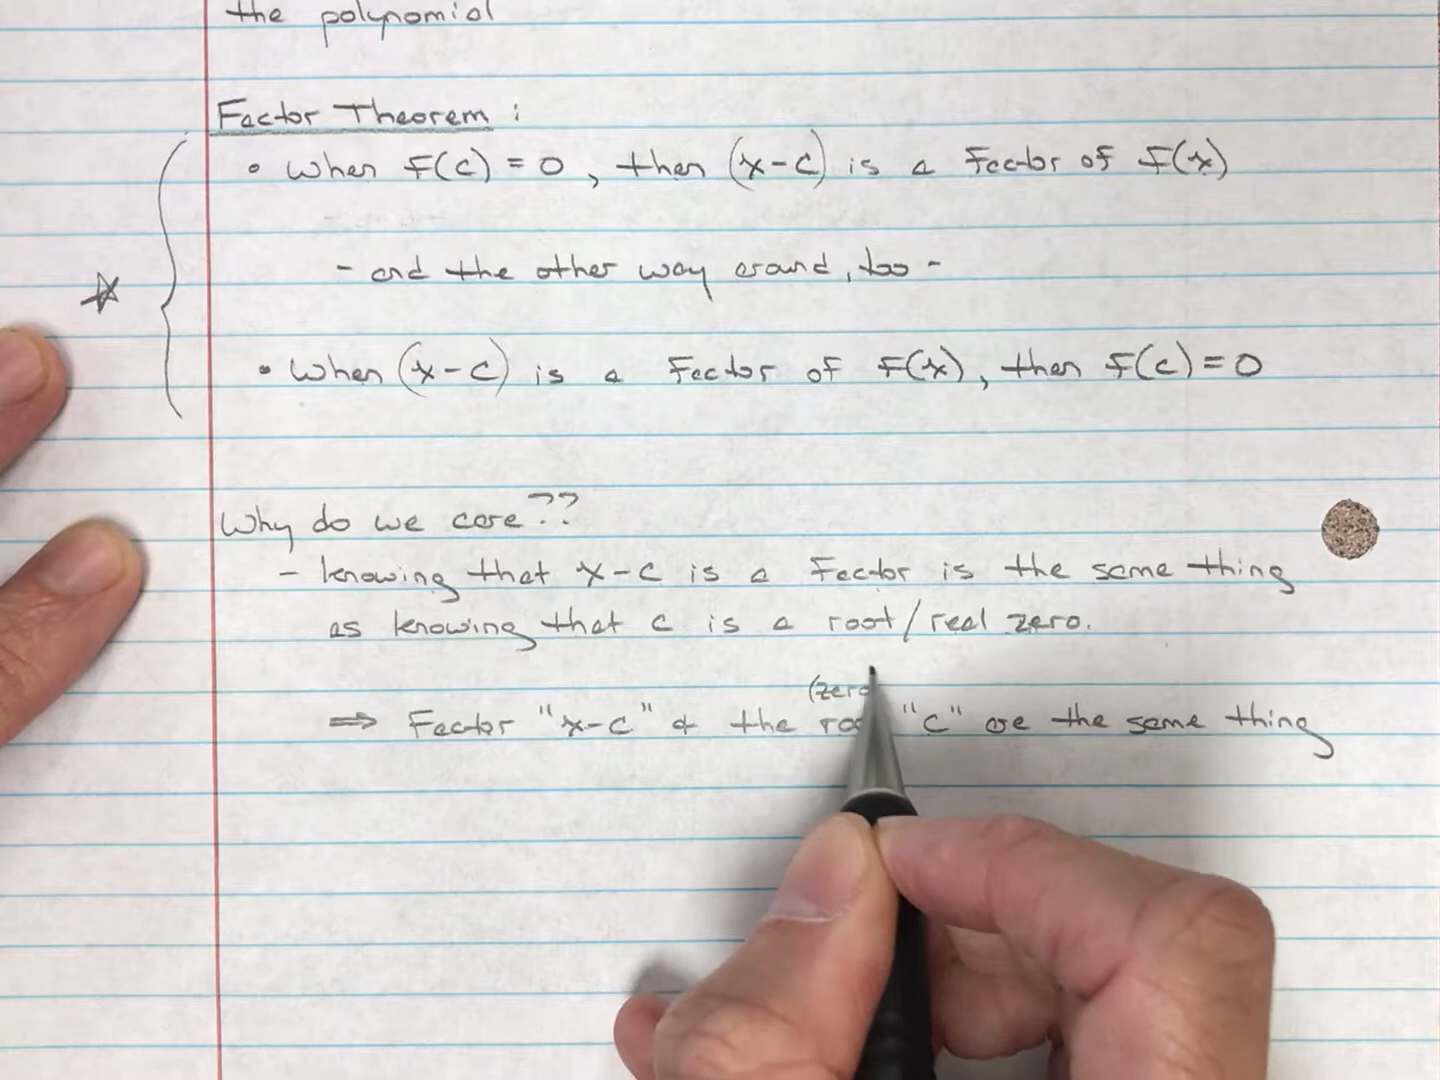 the polynomial
Factor Theorem :
• when f(c) = 0, then (x-c) is a factor of f(x)
- and the other way around, too -
• when (x-c) is a factor of f(x), then f(c) = 0
Why do we care??
- knowing that x-c is a factor is the same thing
as knowing that c is a root/real zero.
(zero
⇒ Factor "x-c" & the "c" are the same thing